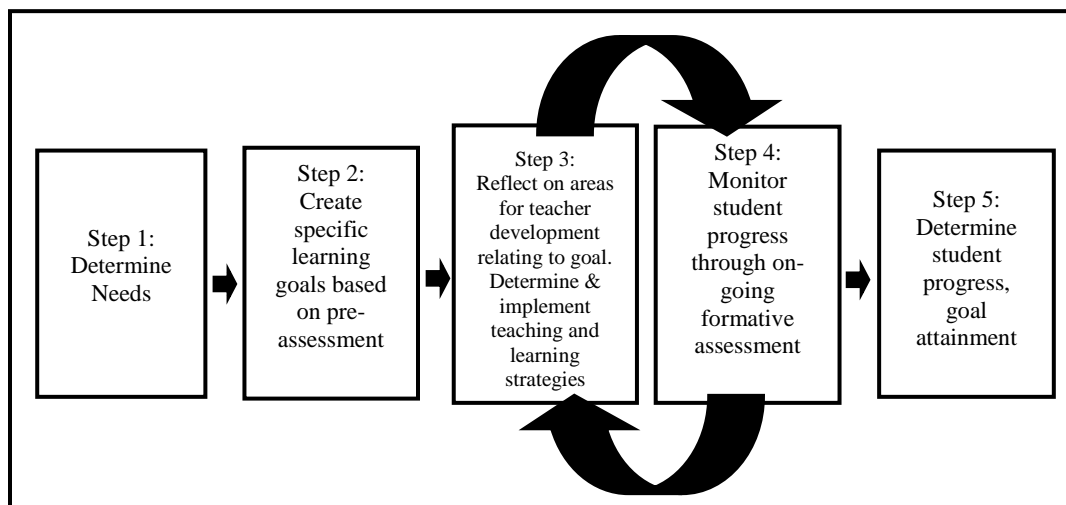 Step 1:
Determine
Needs
Step 2:
Create
specific
learning
goals based
on pre-
assessment
Step 3:
Reflect on areas
for teacher
development
relating to goal.
Determine &
implement
teaching and
learning
strategies
Step 4:
Monitor
student
progress
through on-
going
formative
assessment
Step 5:
Determine
student
progress,
goal
attainment